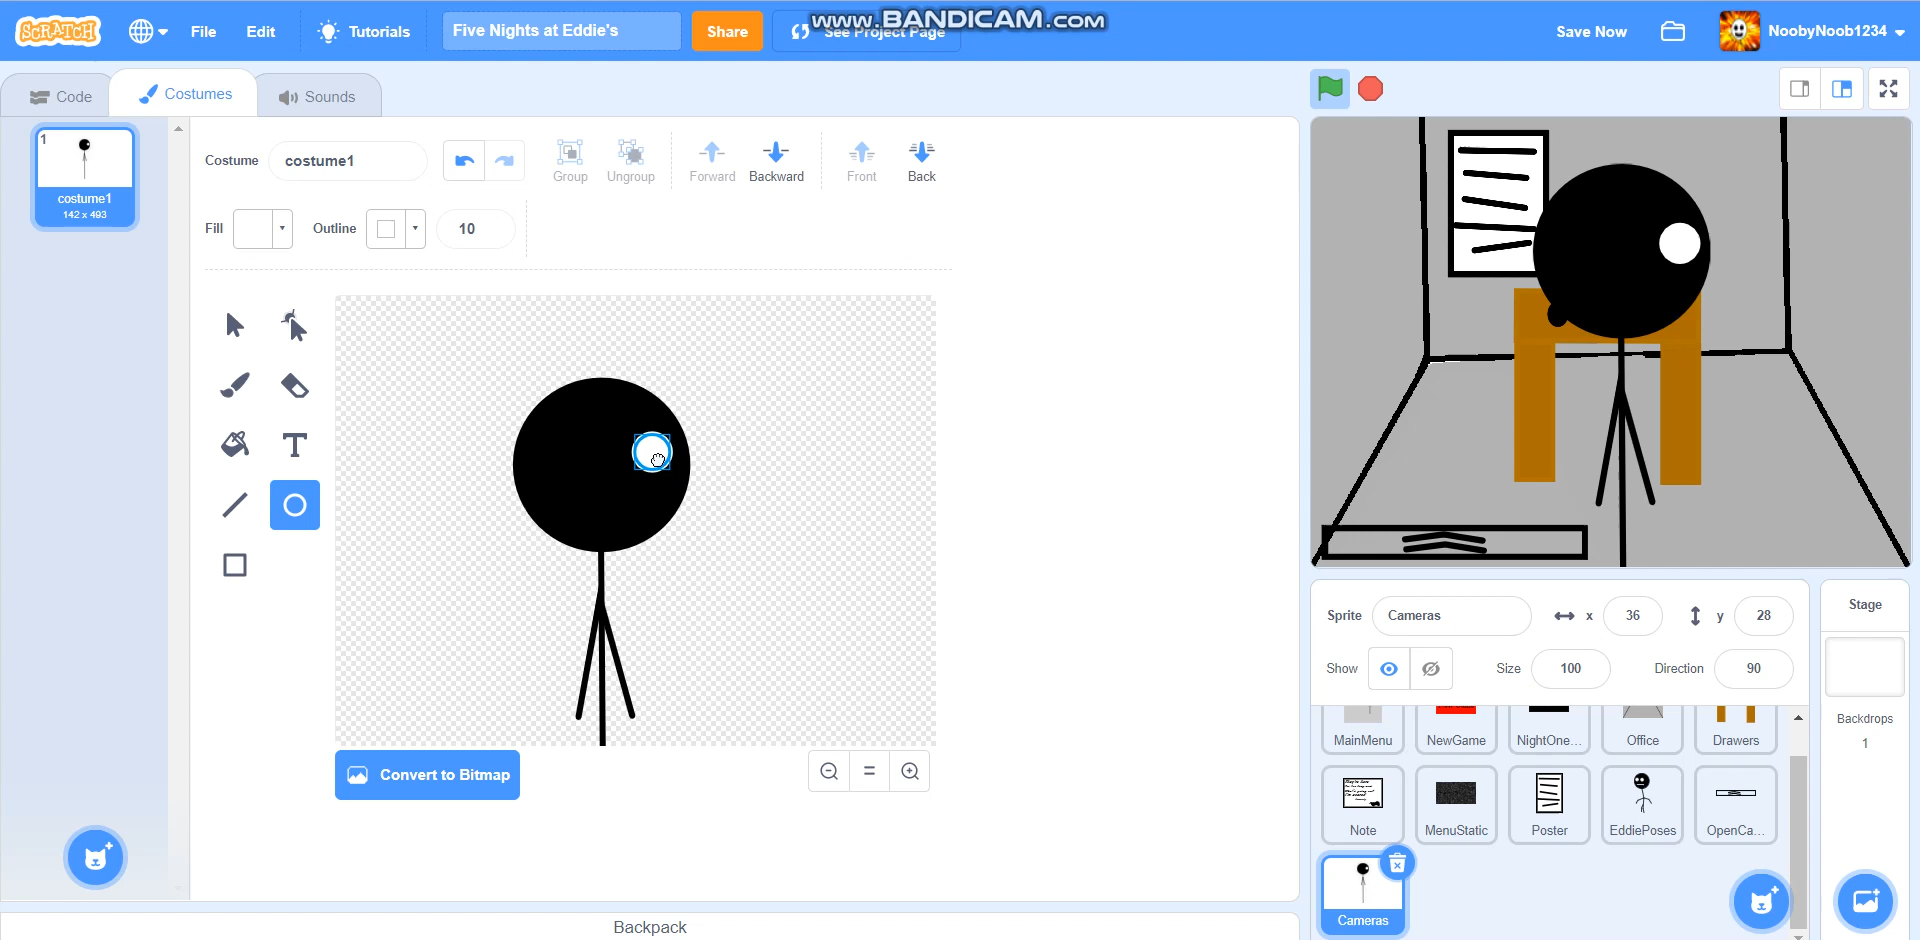 SCRATCH
File
Edit
Tutorials
Five Nights at Eddie's
Share
See Project Page
www.BANDICAM.com
Save Now
NoobyNoob1234
Code
Costumes
Sounds
1
costume1
142 x 493
Costume
costume1
Group
Ungroup
Forward
Backward
Front
Back
Fill
Outline
10
Convert to Bitmap
Backpack
Sprite
Cameras
x
36
y
28
Show
Size
100
Direction
90
Stage
Backdrops
1
MainMenu
NewGame
NightOne...
Office
Drawers
Note
MenuStatic
Poster
EddiePoses
OpenCa...
Cameras